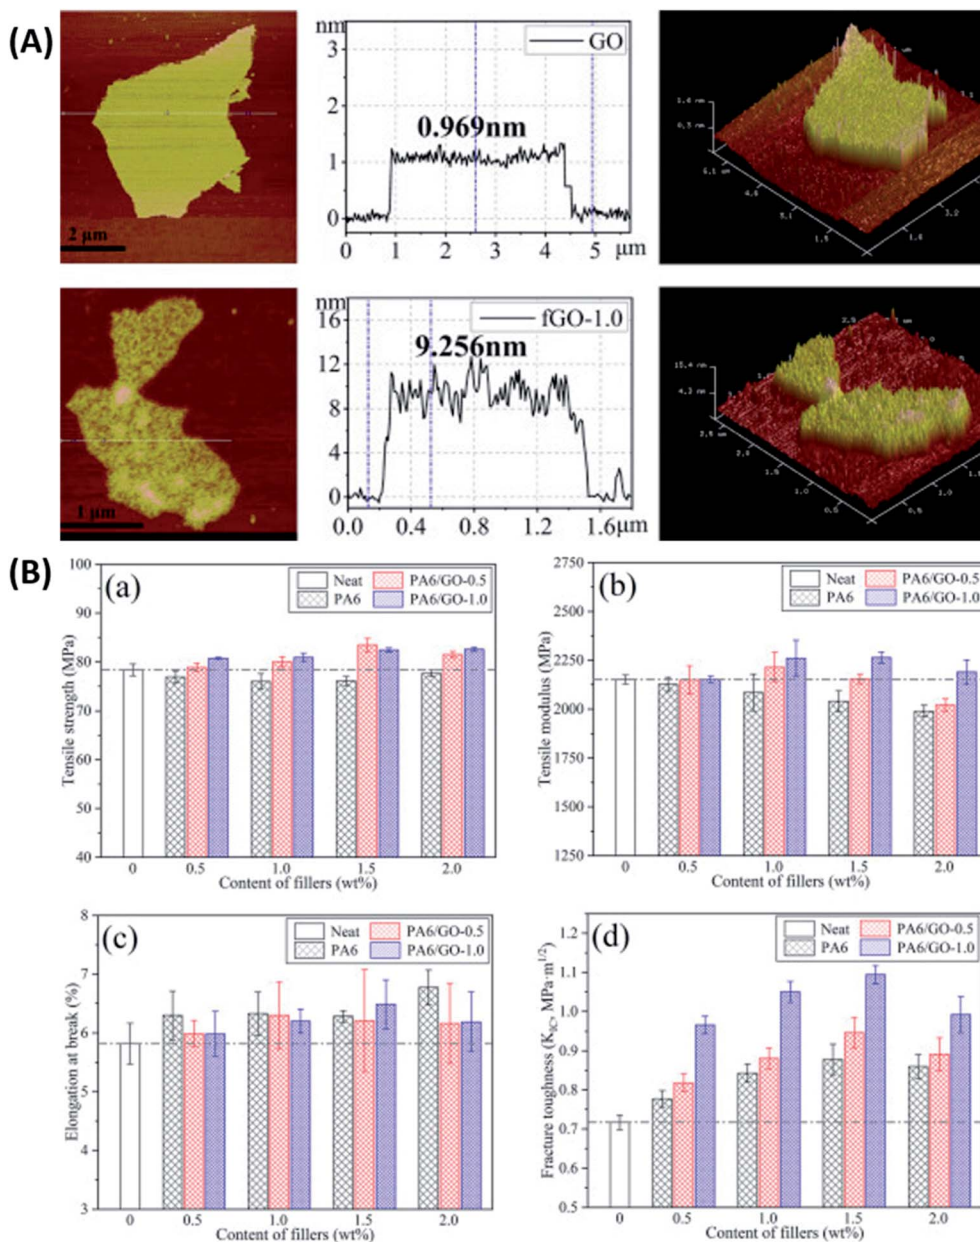 (A)
2 μm
nm
GO
0.969nm
3
2
1
0
0 1 2 3 4 5 μm
1 μm
nm
fGO-1.0
9.256nm
16
12
8
4
0
0.0 0.4 0.8 1.2 1.6μm
(B)
(a)
Neat PA6/GO-0.5
PA6 PA6/GO-1.0
Tensile strength (MPa)
100
90
80
70
60
50
40
0 0.5 1.0 1.5 2.0
Content of fillers (wt%)
(b)
Neat PA6/GO-0.5
PA6 PA6/GO-1.0
Tensile modulus (MPa)
2750
2500
2250
2000
1750
1500
1250
0 0.5 1.0 1.5 2.0
Content of fillers (wt%)
(c)
Neat PA6/GO-0.5
PA6 PA6/GO-1.0
Elongation at break (%)
8
7
6
5
4
3
0 0.5 1.0 1.5 2.0
Content of fillers (wt%)
(d)
Neat PA6/GO-0.5
PA6 PA6/GO-1.0
Fracture toughness (K_IC, MPa·m^1/2)
1.2
1.1
1.0
0.9
0.8
0.7
0.6
0.5
0 0.5 1.0 1.5 2.0
Content of fillers (wt%)